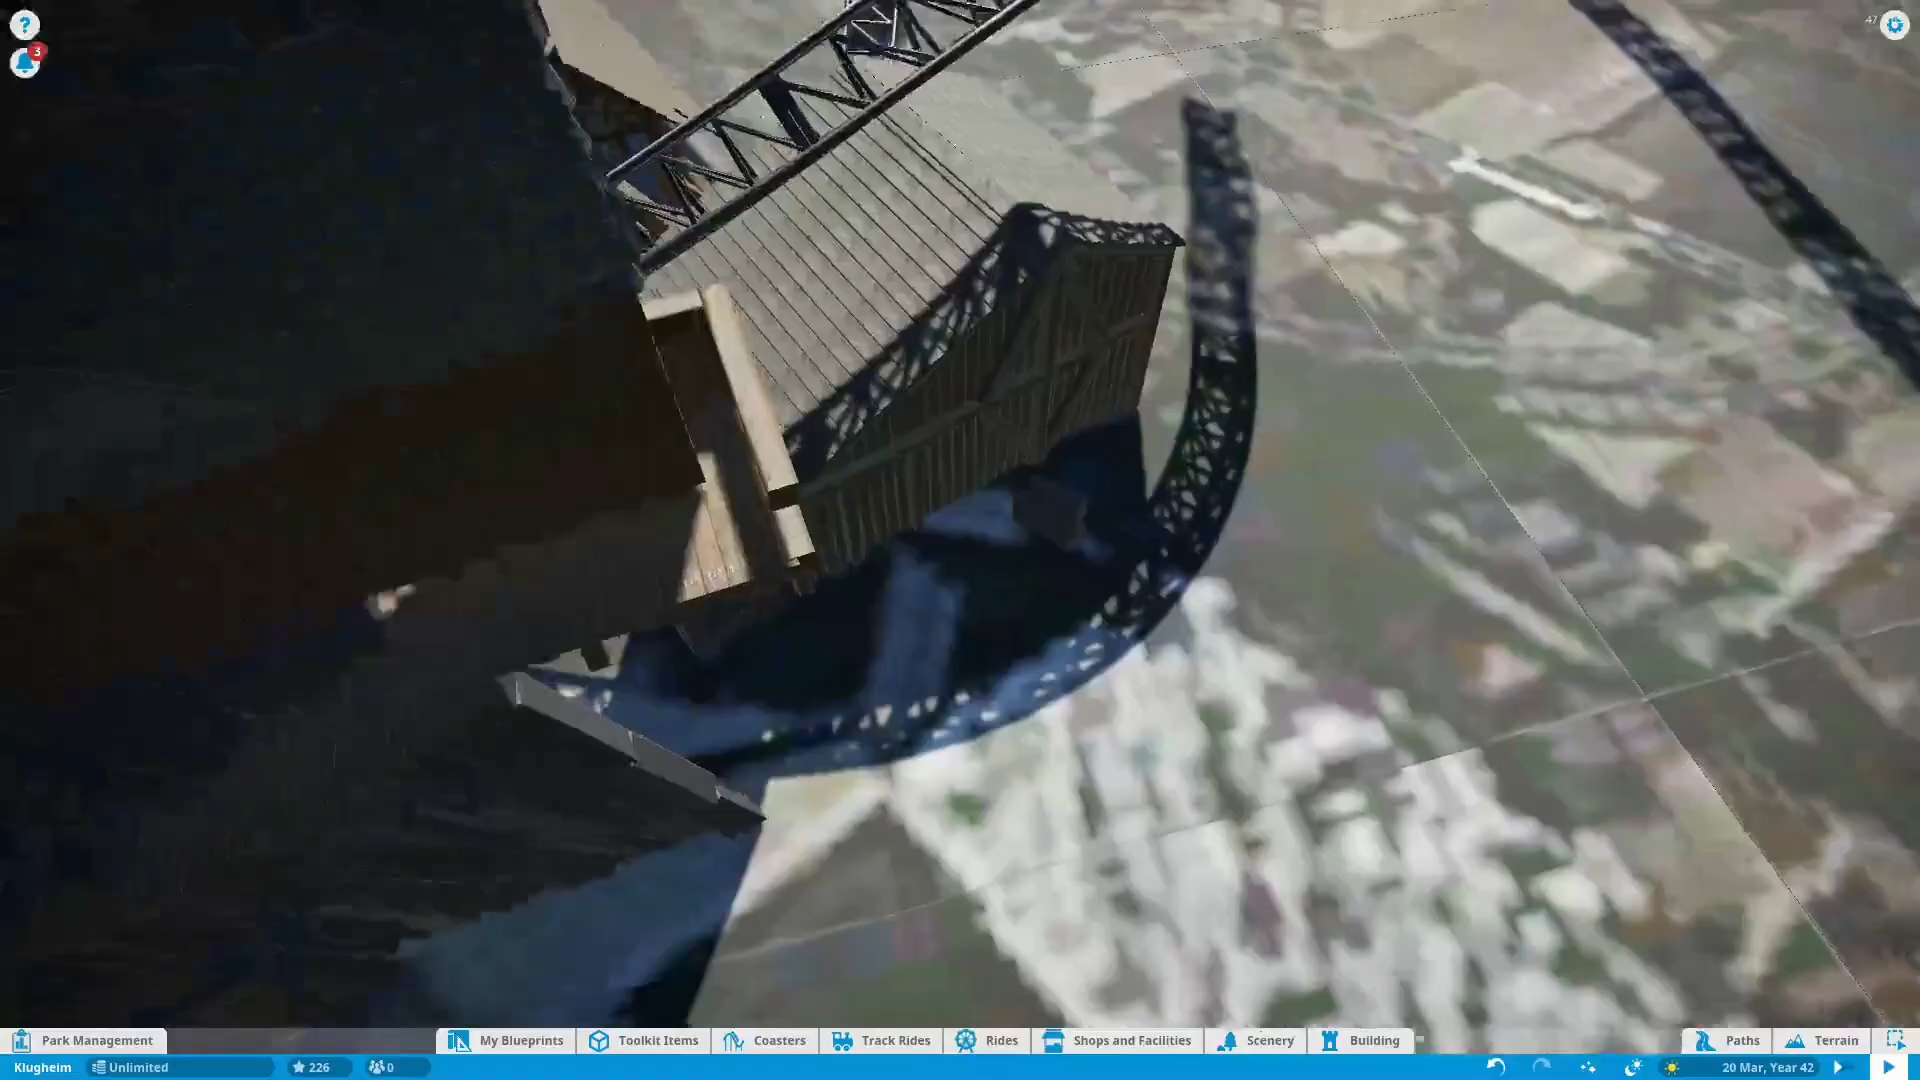 ?
3
47
Park Management
My Blueprints
Toolkit Items
Coasters
Track Rides
Rides
Shops and Facilities
Scenery
Building
Paths
Terrain
Klugheim
Unlimited
226
0
20 Mar, Year 42